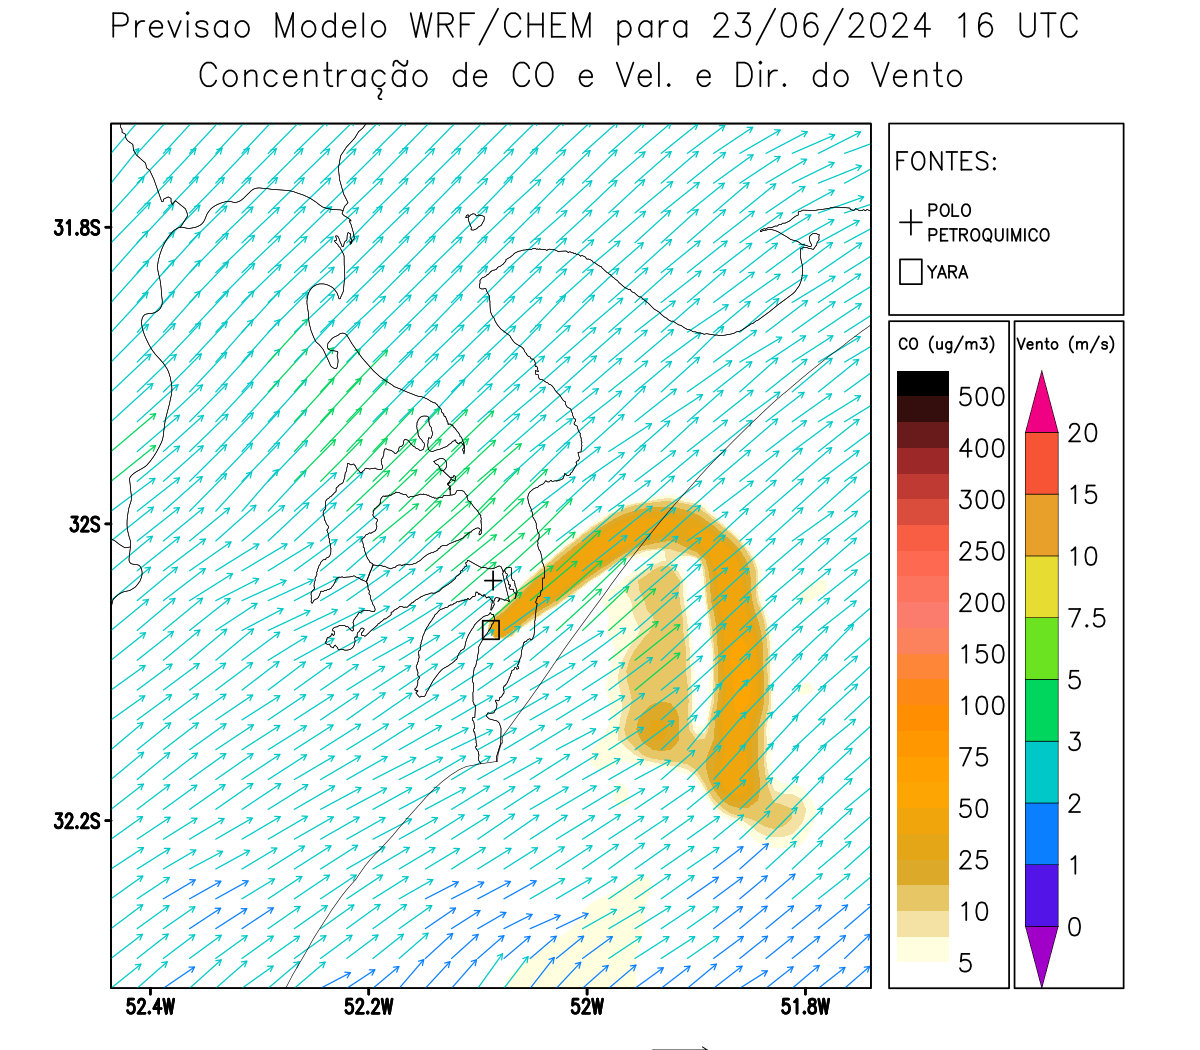 Previsao Modelo WRF/CHEM para 23/06/2024 16 UTC
Concentração de CO e Vel. e Dir. do Vento
FONTES:
POLO
PETROQUIMICO
YARA
CO (ug/m3)
500
400
300
250
200
150
100
75
50
25
10
5
Vento (m/s)
20
15
10
7.5
5
3
2
1
0
31.8S
32S
32.2S
52.4W
52.2W
52W
51.8W